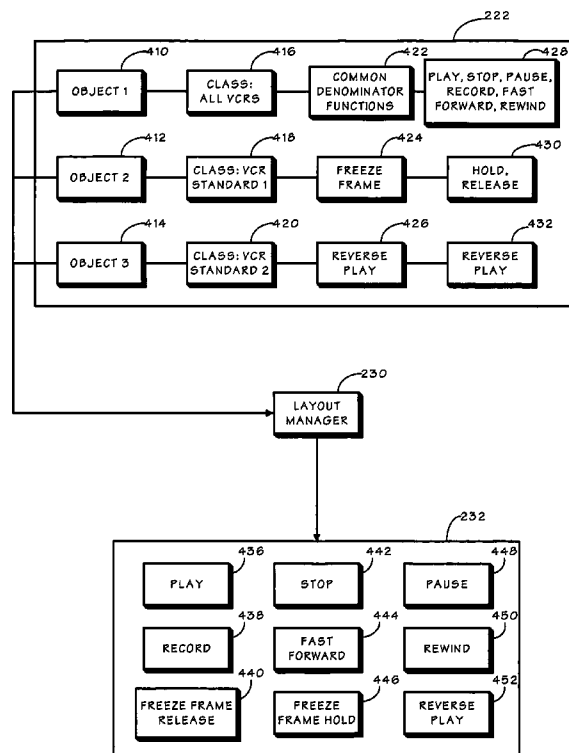 222
410
416
422
428
OBJECT 1
CLASS:
ALL VCRS
COMMON
DENOMINATOR
FUNCTIONS
PLAY, STOP, PAUSE,
RECORD, FAST
FORWARD, REWIND
412
418
424
430
OBJECT 2
CLASS: VCR
STANDARD 1
FREEZE
FRAME
HOLD,
RELEASE
414
420
426
432
OBJECT 3
CLASS: VCR
STANDARD 2
REVERSE
PLAY
REVERSE
PLAY
230
LAYOUT
MANAGER
232
436
442
448
PLAY
STOP
PAUSE
438
444
450
RECORD
FAST
FORWARD
REWIND
440
446
452
FREEZE FRAME
RELEASE
FREEZE
FRAME HOLD
REVERSE
PLAY